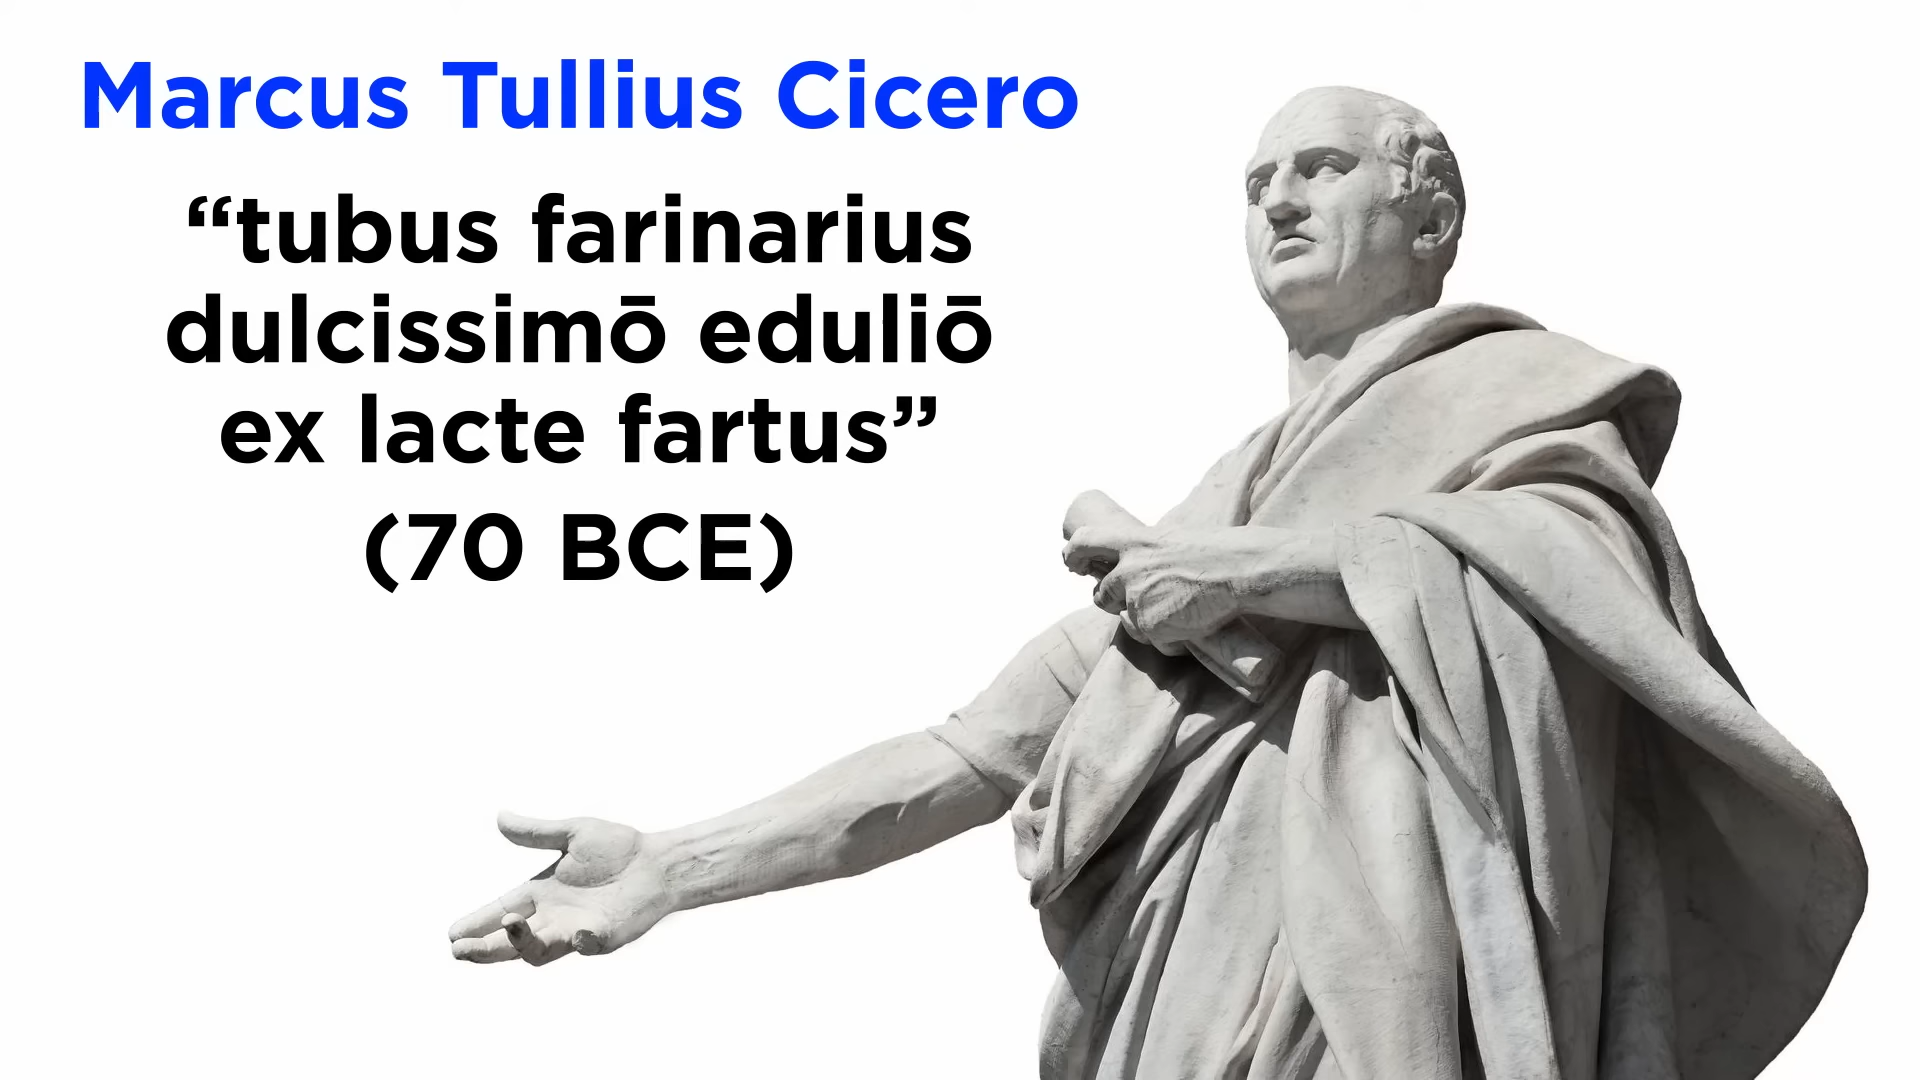 Marcus Tullius Cicero
“tubus farinarius
dulcissimō eduliō
ex lacte fartus”
(70 BCE)